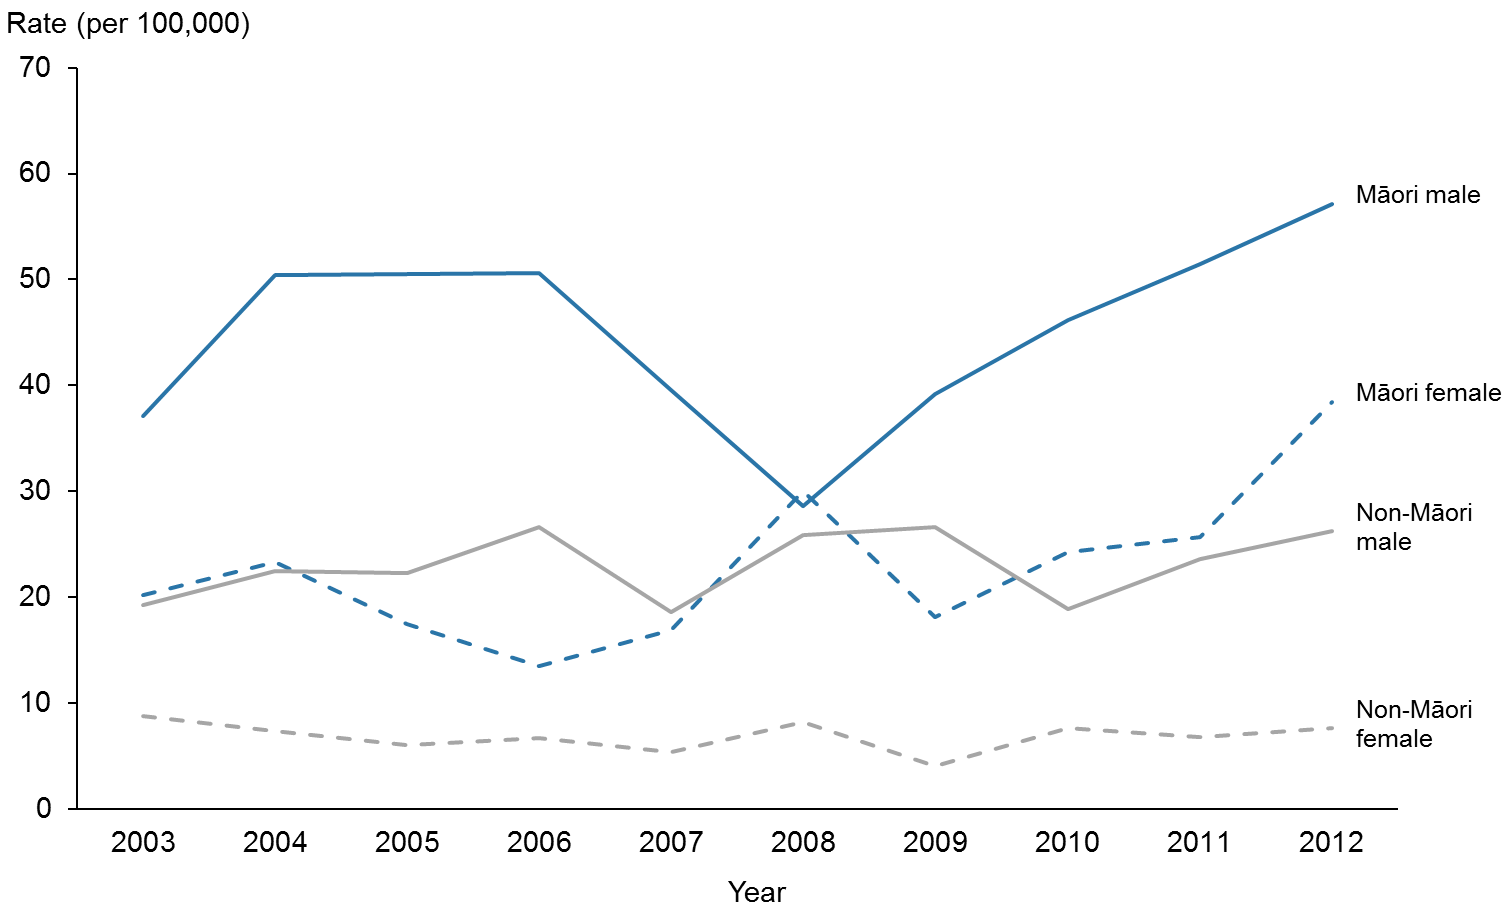 Rate (per 100,000)
70
60
50
40
30
20
10
0
Māori male
Māori female
Non-Māori
male
Non-Māori
female
2003 2004 2005 2006 2007 2008 2009 2010 2011 2012
Year